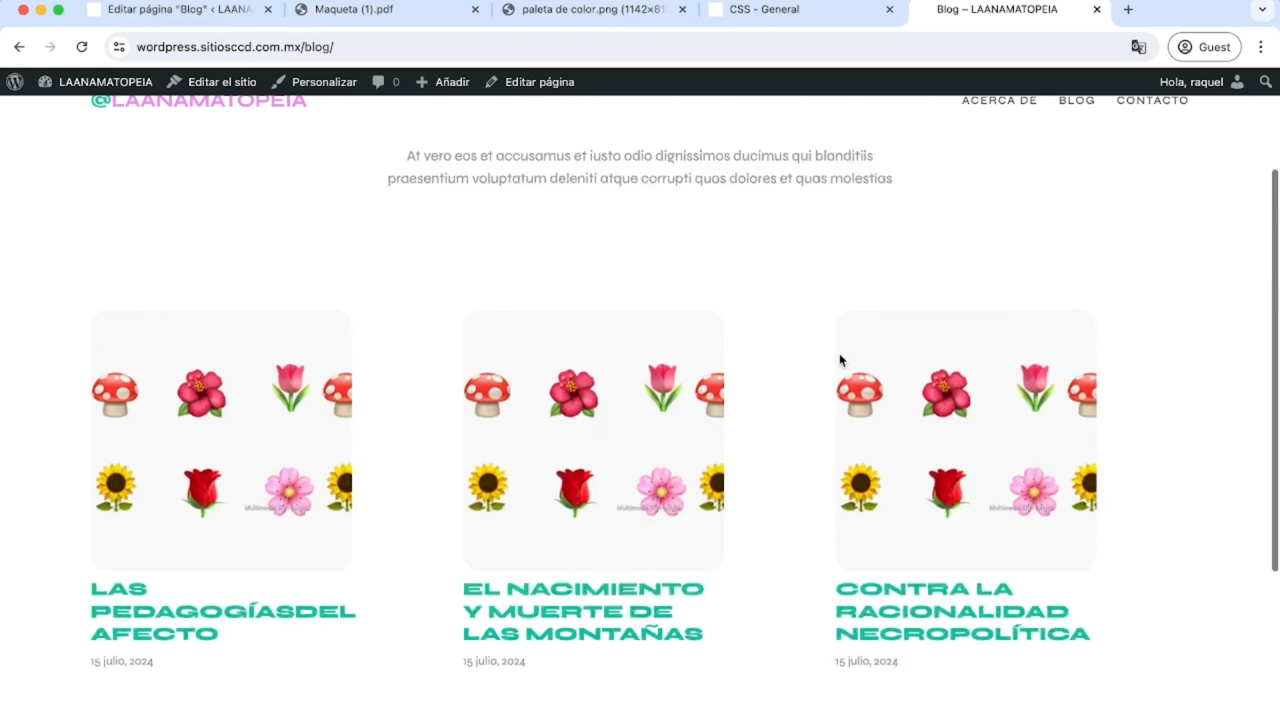 Editar página "Blog" ‹ LAANA
Maqueta (1).pdf
paleta de color.png (1142×81
CSS - General
Blog – LAANAMATOPEIA
wordpress.sitiosccd.com.mx/blog/
Guest
LAANAMATOPEIA
Editar el sitio
Personalizar
0
Añadir
Editar página
Hola, raquel
@LAANAMATOPEIA
ACERCA DE
BLOG
CONTACTO
At vero eos et accusamus et iusto odio dignissimos ducimus qui blanditiis
praesentium voluptatum deleniti atque corrupti quos dolores et quas molestias
LAS
PEDAGOGÍASDEL
AFECTO
15 julio, 2024
EL NACIMIENTO
Y MUERTE DE
LAS MONTAÑAS
15 julio, 2024
CONTRA LA
RACIONALIDAD
NECROPOLÍTICA
15 julio, 2024